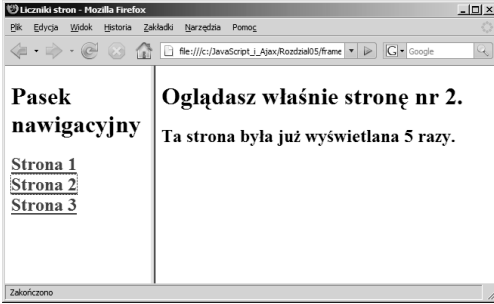 Liczniki stron - Mozilla Firefox
Plik Edycja Widok Historia Zakładki Narzędzia Pomoc
file:///c:/JavaScript_i_Ajax/Rozdzial05/frame
G Google
Pasek
nawigacyjny
Strona 1
Strona 2
Strona 3
Oglądasz właśnie stronę nr 2.
Ta strona była już wyświetlana 5 razy.
Zakończono